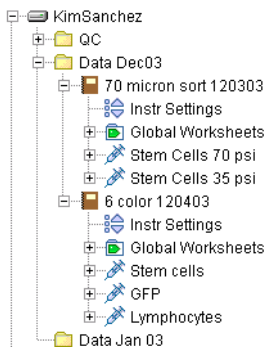 KimSanchez
QC
Data Dec03
70 micron sort 120303
Instr Settings
Global Worksheets
Stem Cells 70 psi
Stem Cells 35 psi
6 color 120403
Instr Settings
Global Worksheets
Stem cells
GFP
Lymphocytes
Data Jan 03